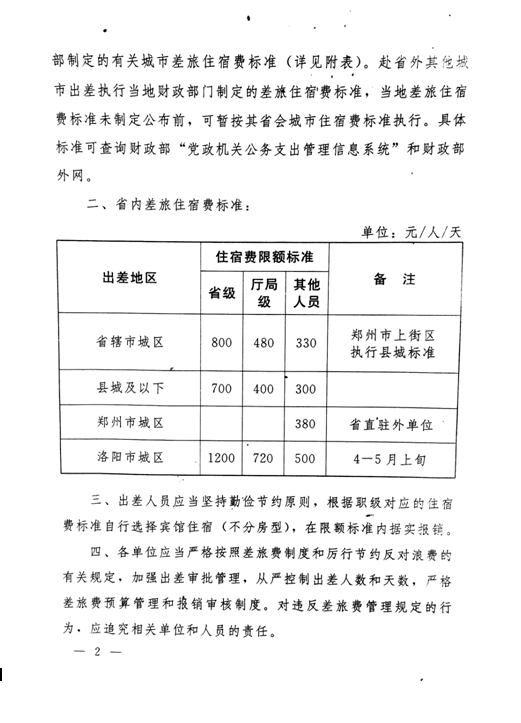 部制定的有关城市差旅住宿费标准（详见附表）。赴省外其他城
市出差执行当地财政部门制定的差旅住宿费标准，当地差旅住宿
费标准未制定公布前，可暂按其省会城市住宿费标准执行。具体
标准可查询财政部“党政机关公务支出管理信息系统”和财政部
外网。
二、省内差旅住宿费标准：
单位：元/人/天
出差地区 住宿费限额标准 备 注
省级 厅局级 其他人员
省辖市城区 800 480 330 郑州市上街区执行县城标准
县城及以下 700 400 300
郑州市城区 380 省直驻外单位
洛阳市城区 1200 720 500 4—5月上旬
三、出差人员应当坚持勤俭节约原则，根据职级对应的住宿
费标准自行选择宾馆住宿（不分房型），在限额标准内据实报销。
四、各单位应当严格按照差旅费制度和厉行节约反对浪费的
有关规定，加强出差审批管理，从严控制出差人数和天数，严格
差旅费预算管理和报销审核制度。对违反差旅费管理规定的行
为，应追究相关单位和人员的责任。
— 2 —